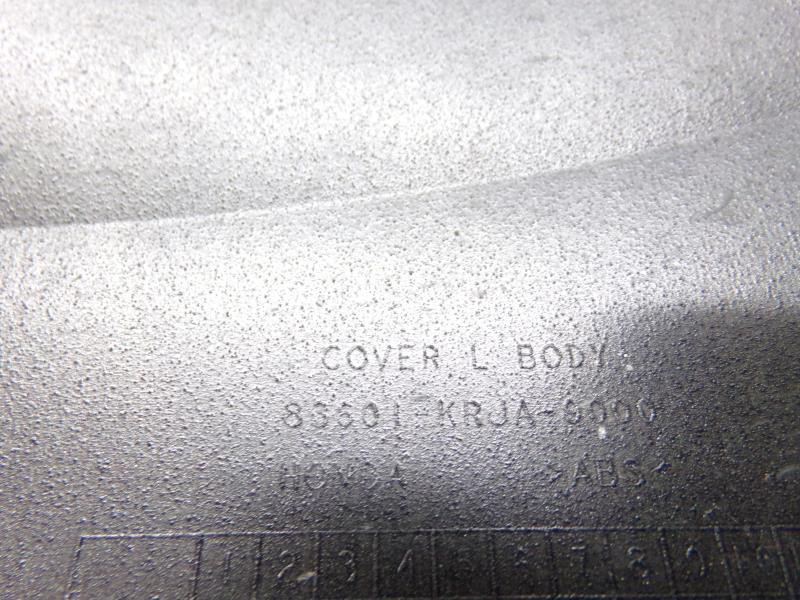 COVER L BODY
83601-KRJA-9000
HONDA >ABS<
1 2 3 4 5 6 7 8 9 10